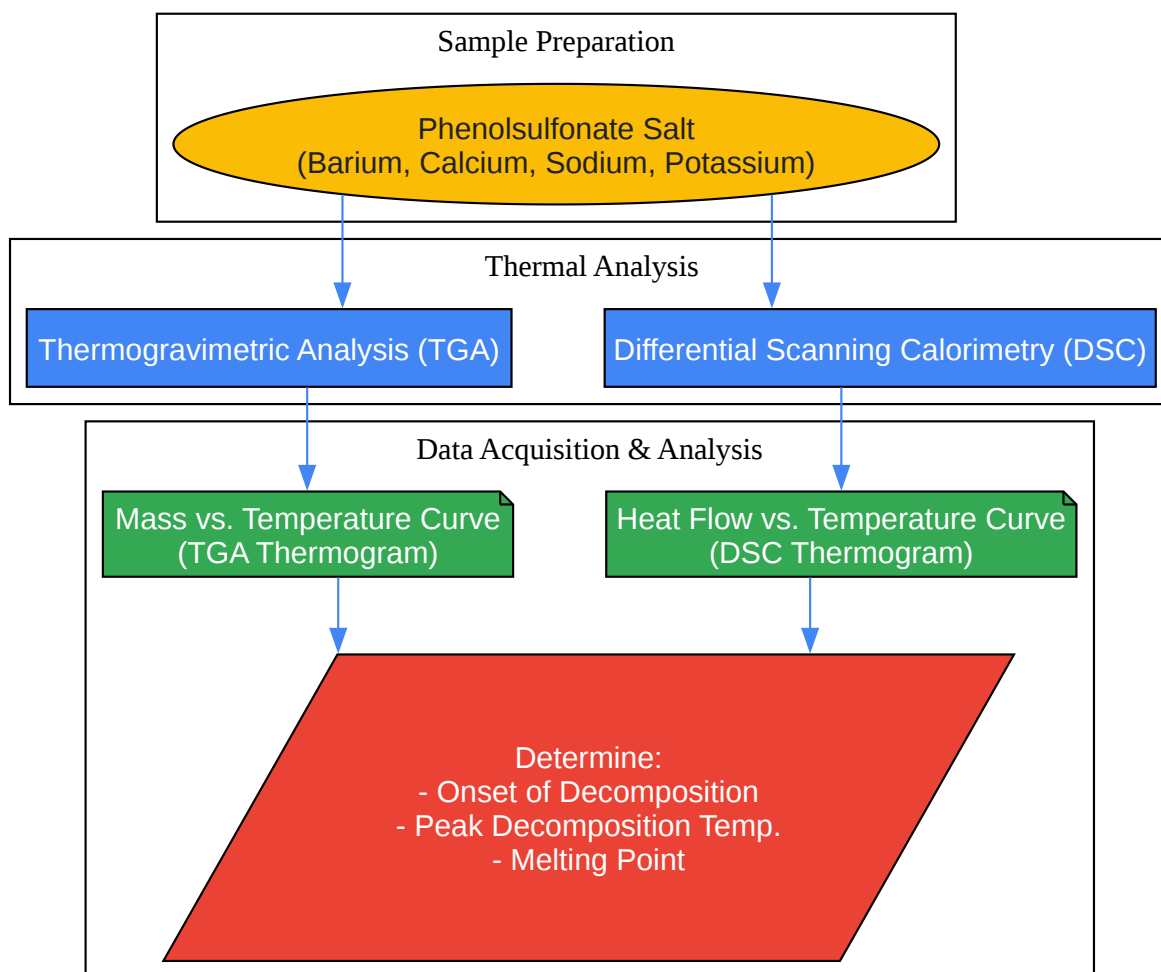 Sample Preparation
Phenolsulfonate Salt
(Barium, Calcium, Sodium, Potassium)
Thermal Analysis
Thermogravimetric Analysis (TGA)
Differential Scanning Calorimetry (DSC)
Data Acquisition & Analysis
Mass vs. Temperature Curve
(TGA Thermogram)
Heat Flow vs. Temperature Curve
(DSC Thermogram)
Determine:
- Onset of Decomposition
- Peak Decomposition Temp.
- Melting Point